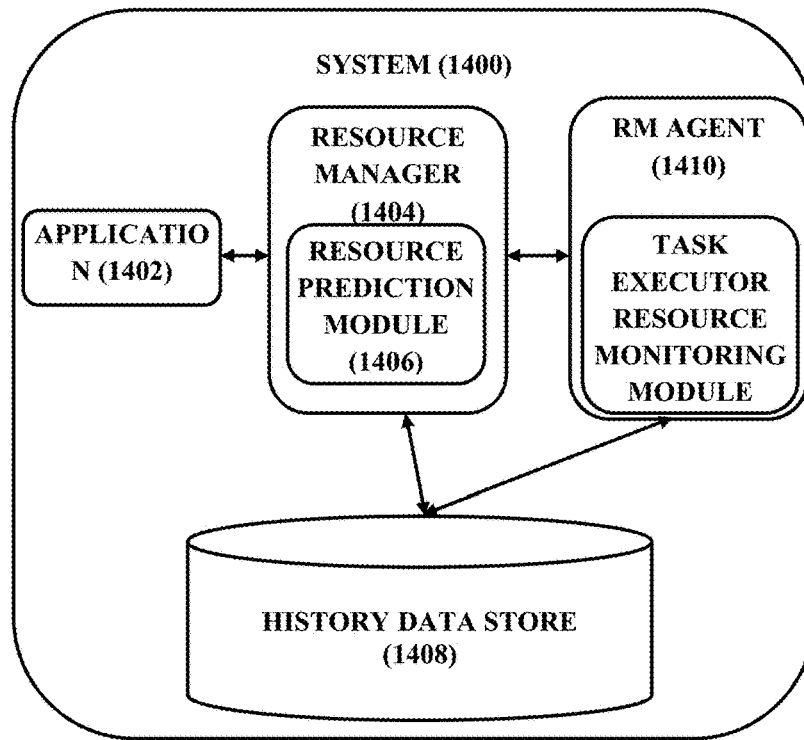 SYSTEM (1400)
APPLICATIO
N (1402)
RESOURCE
MANAGER
(1404)
RESOURCE
PREDICTION
MODULE
(1406)
RM AGENT
(1410)
TASK
EXECUTOR
RESOURCE
MONITORING
MODULE
HISTORY DATA STORE
(1408)